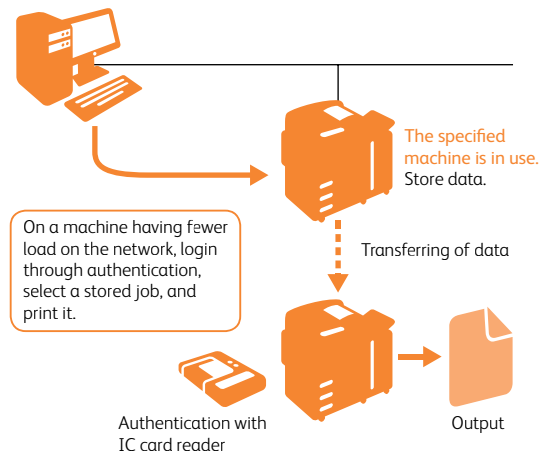 The specified
machine is in use.
Store data.
On a machine having fewer
load on the network, login
through authentication,
select a stored job, and
print it.
Transferring of data
Authentication with
IC card reader
Output